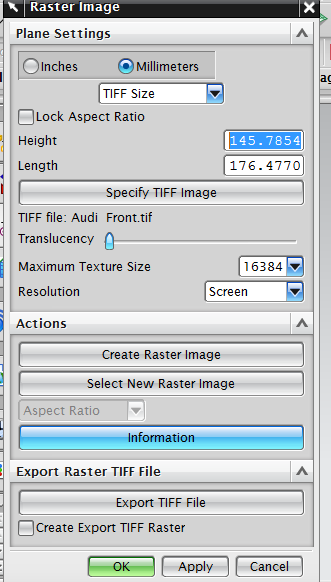 Raster Image
Plane Settings
Inches Millimeters
TIFF Size
Lock Aspect Ratio
Height 145.7854
Length 176.4770
Specify TIFF Image
TIFF file: Audi Front.tif
Translucency
Maximum Texture Size 16384
Resolution Screen
Actions
Create Raster Image
Select New Raster Image
Aspect Ratio
Information
Export Raster TIFF File
Export TIFF File
Create Export TIFF Raster
OK Apply Cancel